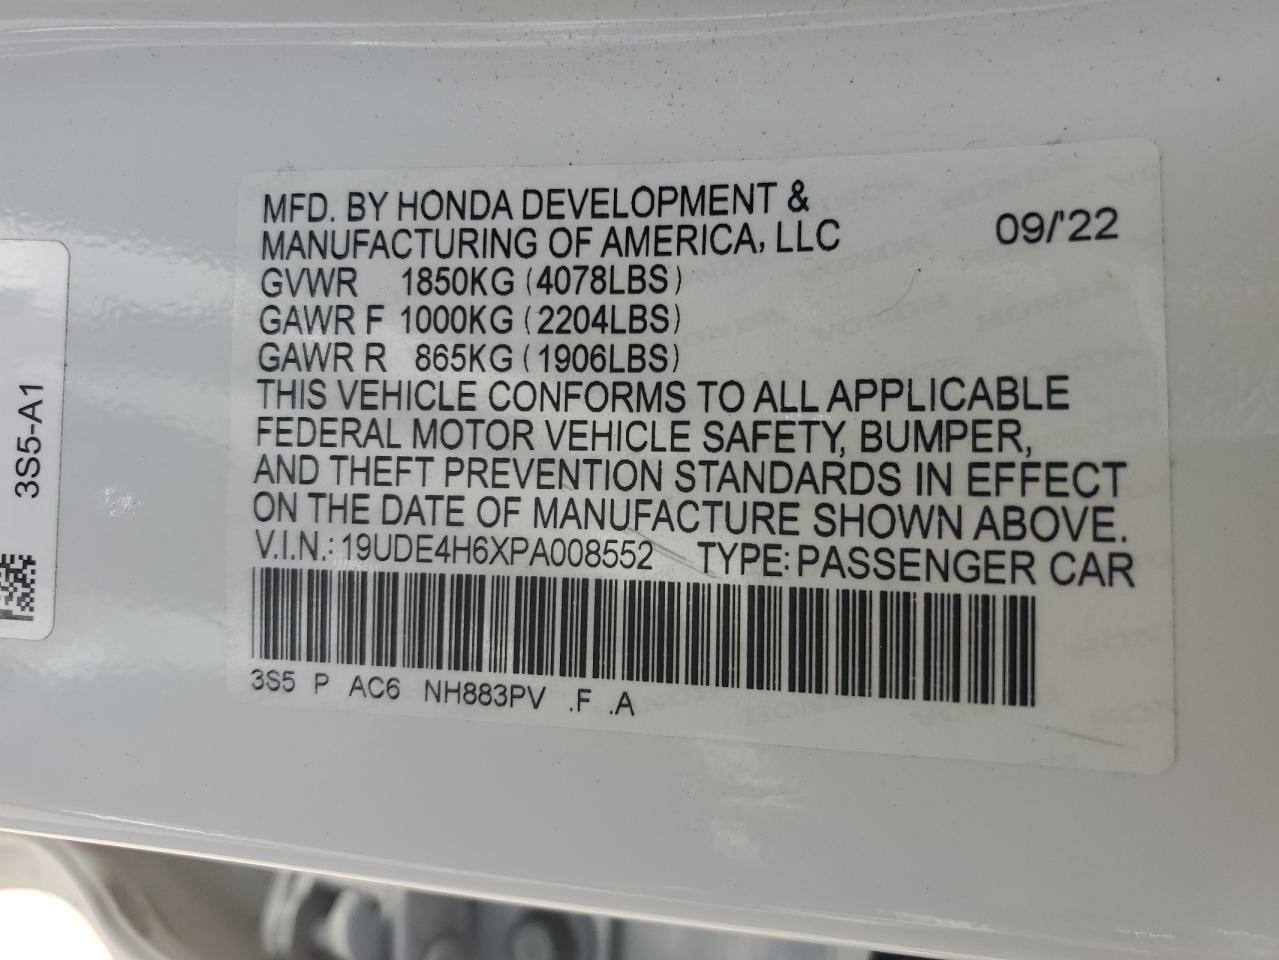 MFD. BY HONDA DEVELOPMENT &
MANUFACTURING OF AMERICA, LLC 09/'22
GVWR 1850KG (4078LBS)
GAWR F 1000KG (2204LBS)
GAWR R 865KG (1906LBS)
THIS VEHICLE CONFORMS TO ALL APPLICABLE
FEDERAL MOTOR VEHICLE SAFETY, BUMPER,
AND THEFT PREVENTION STANDARDS IN EFFECT
ON THE DATE OF MANUFACTURE SHOWN ABOVE.
V.I.N.: 19UDE4H6XPA008552 TYPE: PASSENGER CAR
3S5 P AC6 NH883PV .F .A
3S5-A1